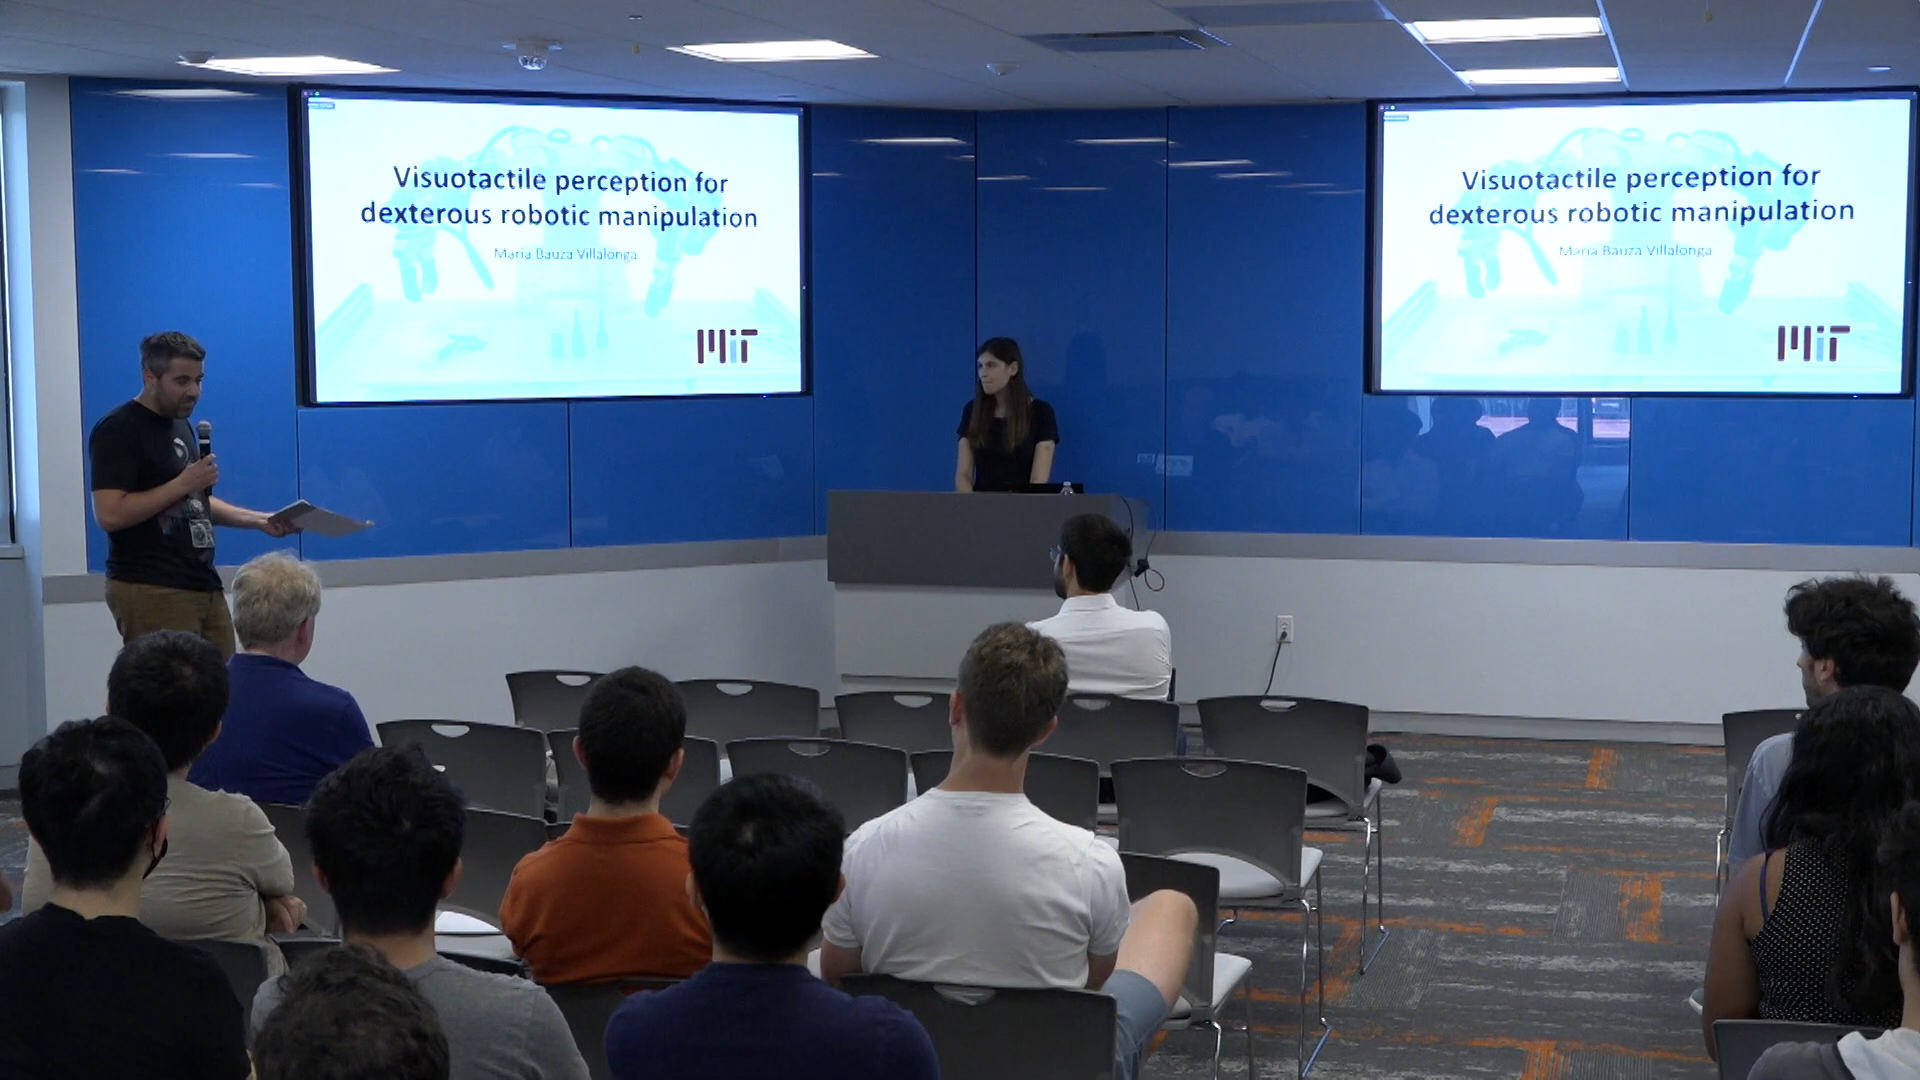 Visuotactile perception for
dexterous robotic manipulation
Maria Bauza Villalonga
MIT
Visuotactile perception for
dexterous robotic manipulation
Maria Bauza Villalonga
MIT